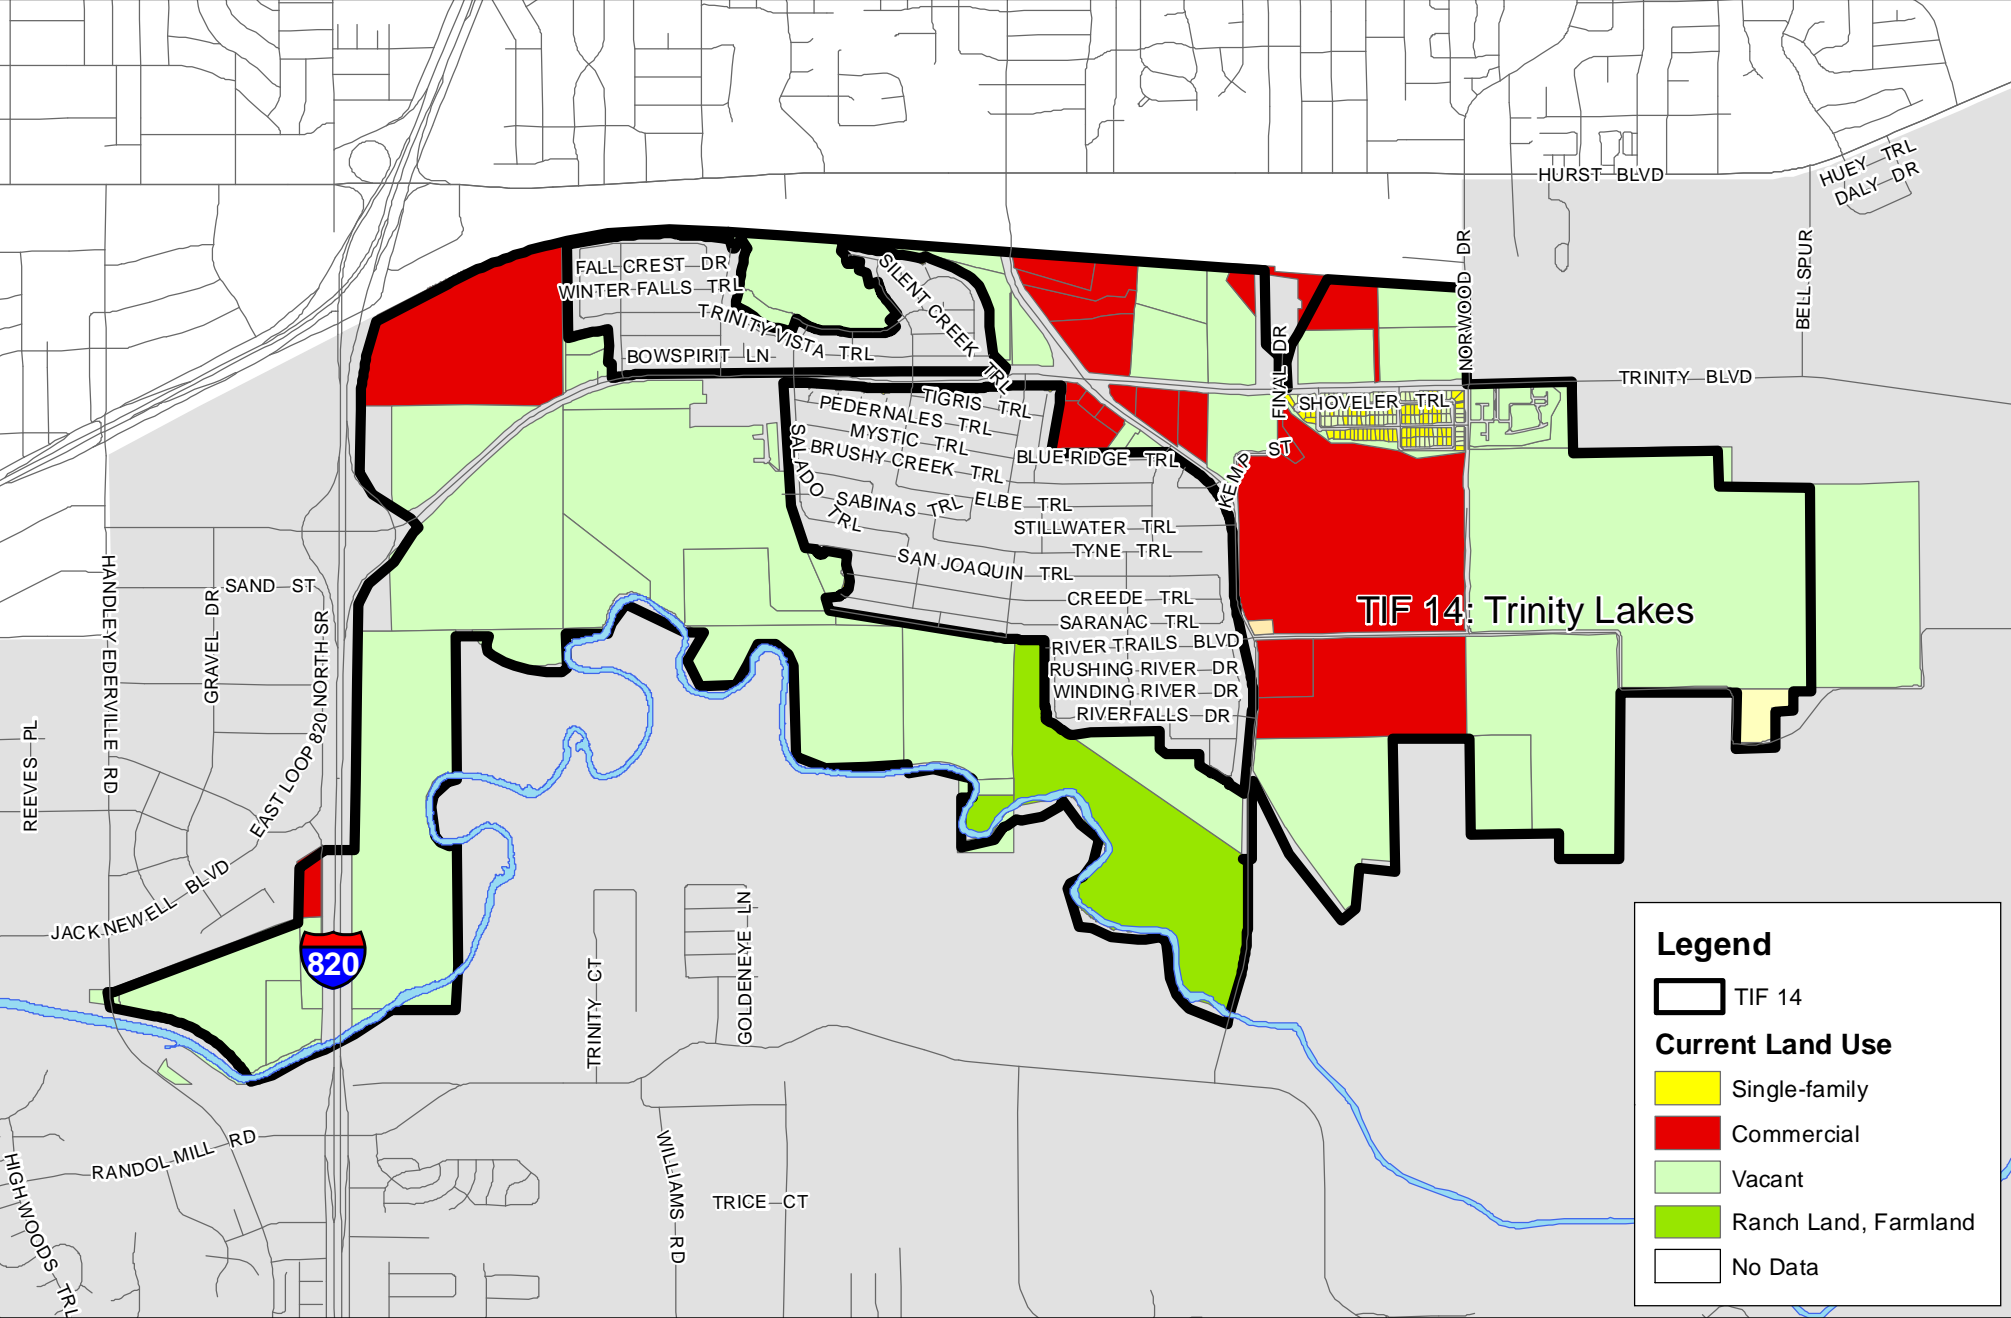 HURST BLVD
HUEY TRL
DALY DR
NORWOOD DR
BELLSPUR
FALL CREST DR
WINTER FALLS TRL
SILENT CREEK TRL
TRINITY VISTA TRL
BOWSPIRIT LN
FINAL DR
TRINITY BLVD
TIGRIS TRL
SHOVELER TRL
PEDERNALES TRL
MYSTIC TRL
BRUSHY CREEK TRL
BLUE RIDGE TRL
KEMP ST
SALADO TRL
SABINAS TRL
ELBE TRL
STILLWATER TRL
TYNE TRL
SAN JOAQUIN TRL
CREEDE TRL
SARANAC TRL
RIVER TRAILS BLVD
RUSHING RIVER DR
WINDING RIVER DR
RIVERFALLS DR
TIF 14: Trinity Lakes
HANDLEY EDERVILLE RD
SAND ST
GRAVEL DR
EAST LOOP 820 NORTH SR
REEVES PL
JACK NEWELL BLVD
820
TRINITY CT
GOLDENEYE LN
RANDOL MILL RD
HIGHWOODS TRL
WILLIAMS RD
TRICE CT
Legend
TIF 14
Current Land Use
Single-family
Commercial
Vacant
Ranch Land, Farmland
No Data